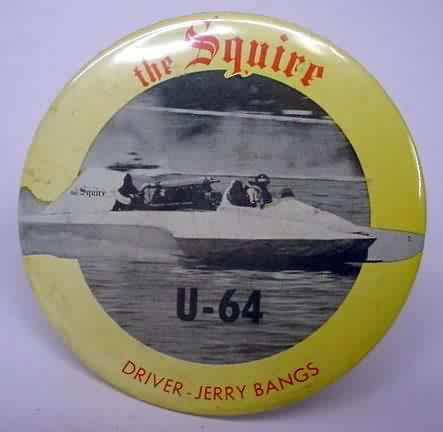 the Squire
the Squire
U-64
DRIVER - JERRY BANGS